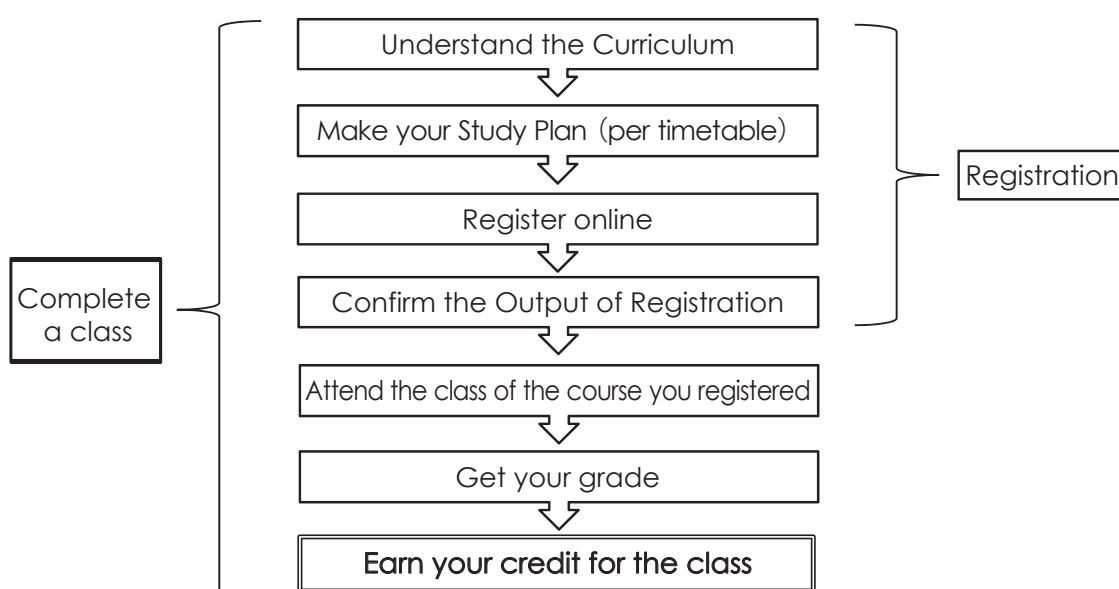 Understand the Curriculum
Make your Study Plan（per timetable）
Register online
Confirm the Output of Registration
Attend the class of the course you registered
Get your grade
Earn your credit for the class
Complete
a class
Registration